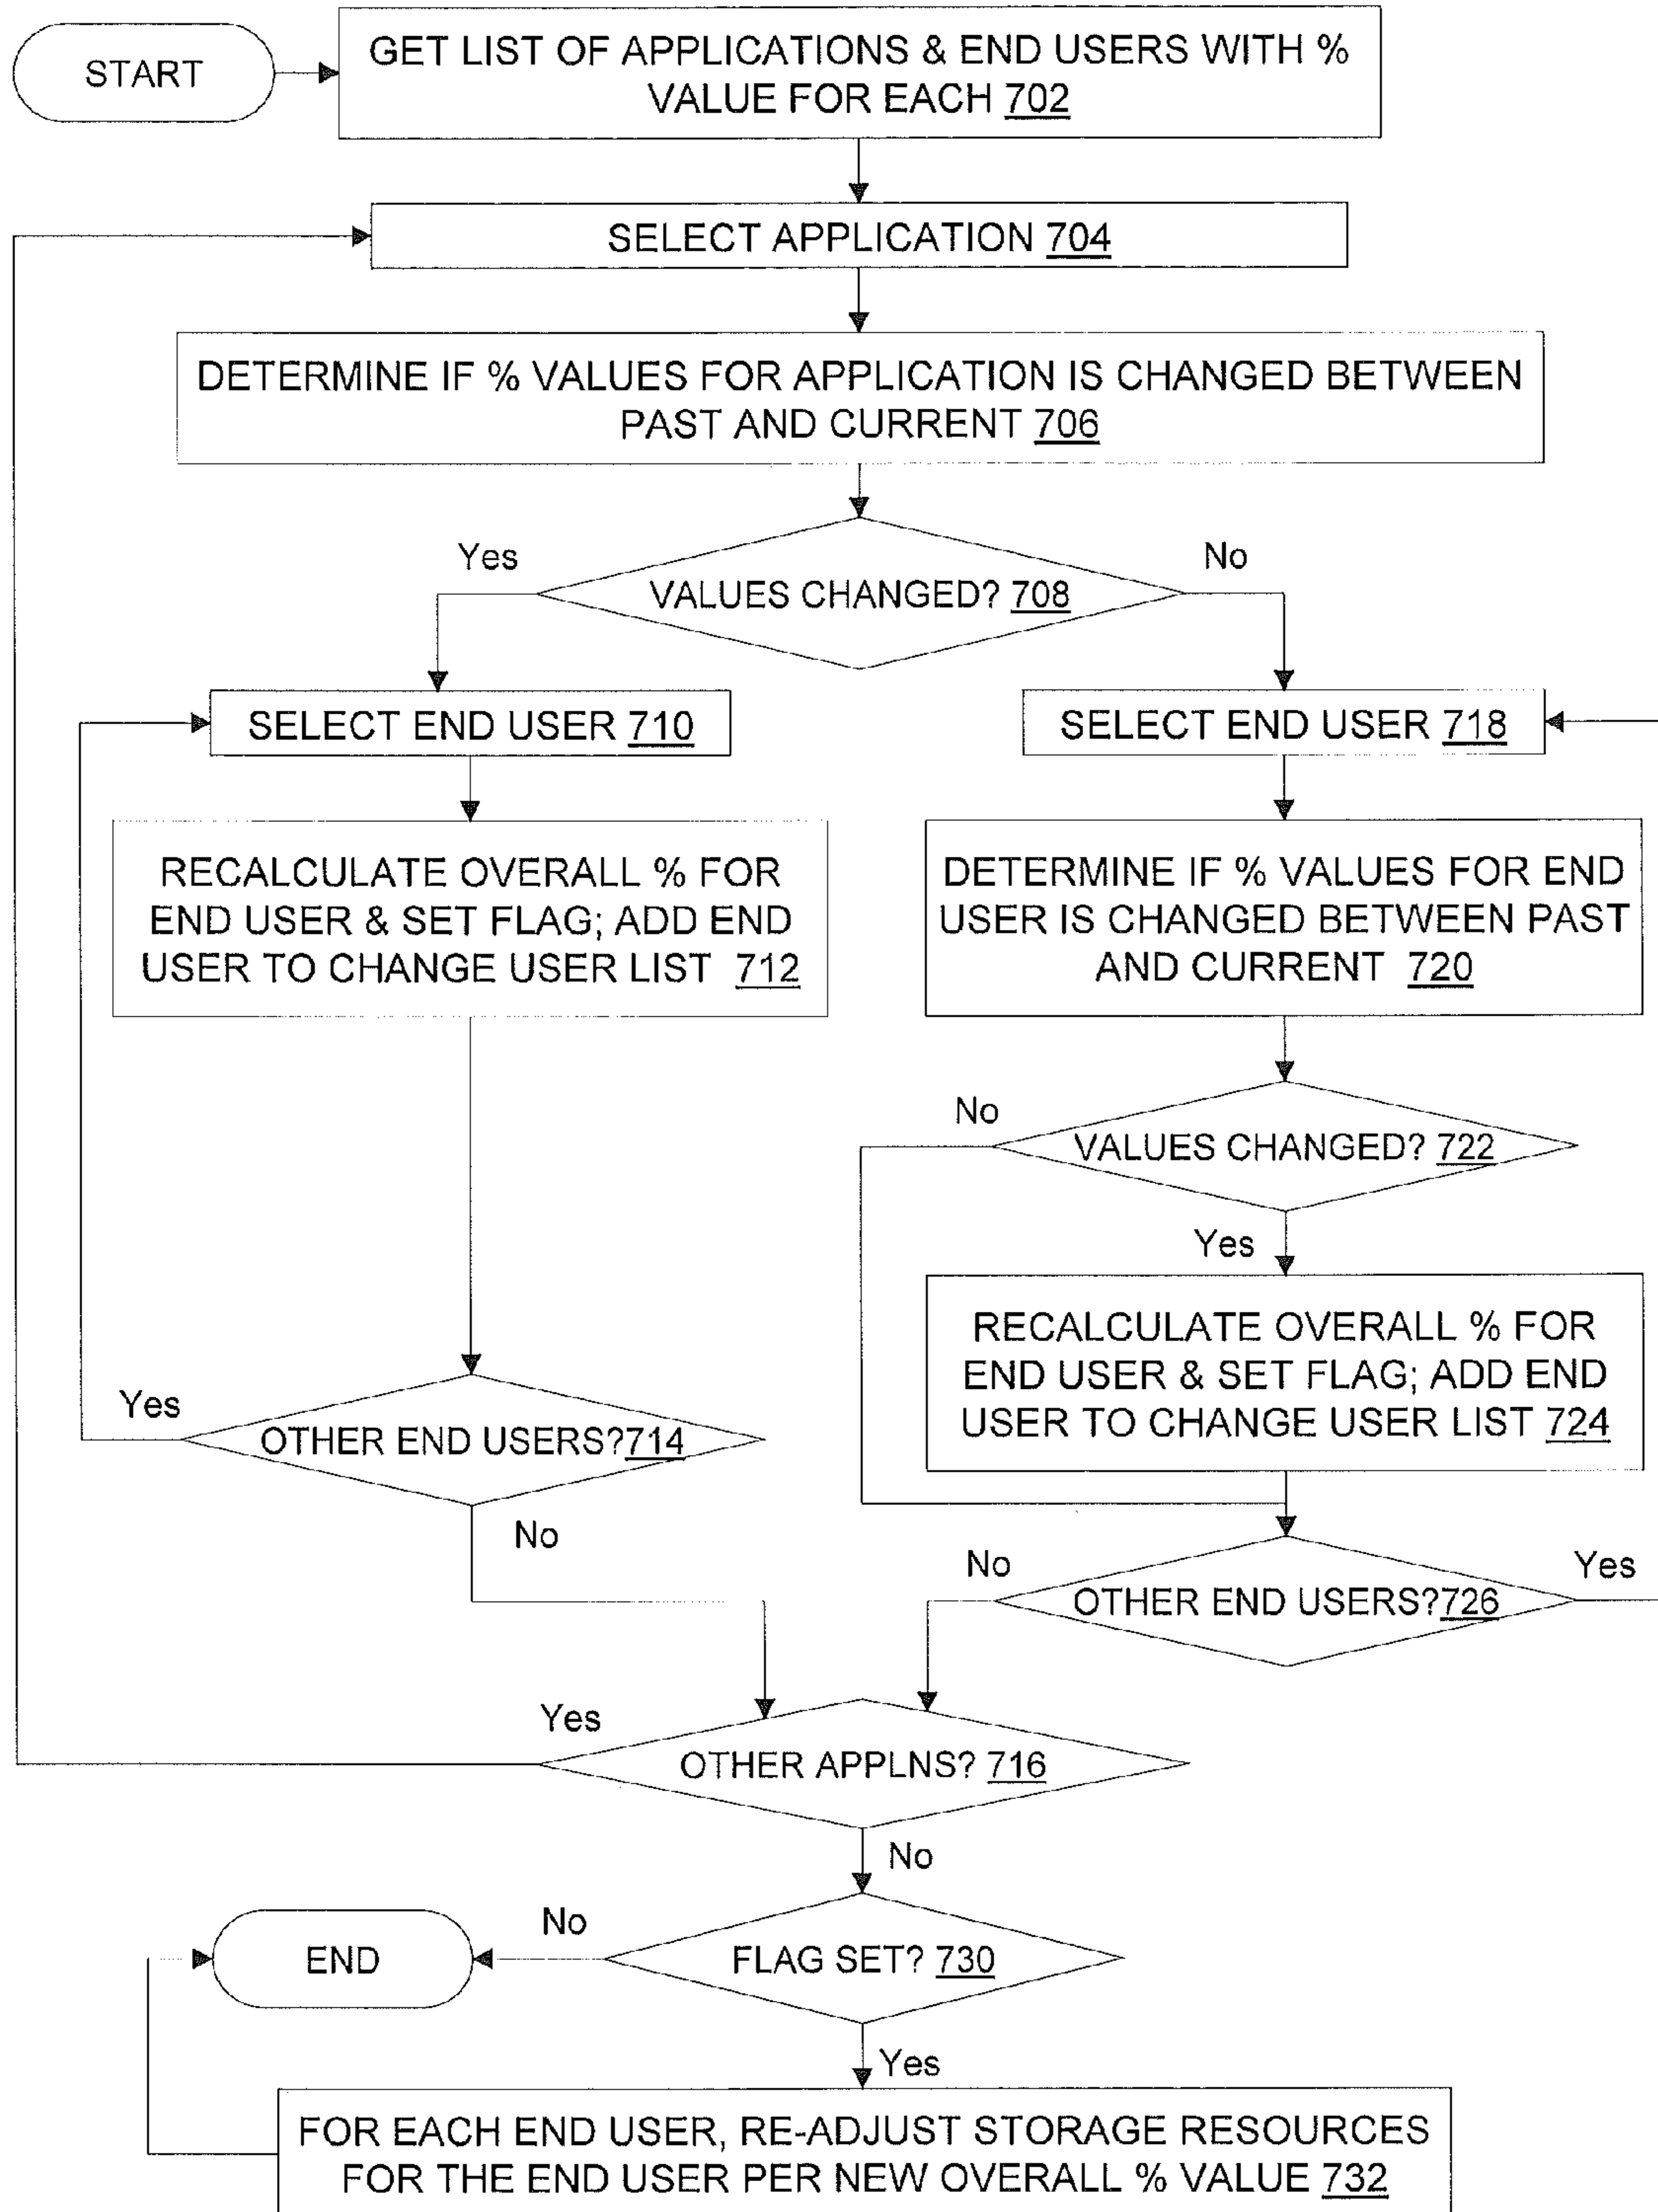 START
GET LIST OF APPLICATIONS & END USERS WITH %
VALUE FOR EACH 702
SELECT APPLICATION 704
DETERMINE IF % VALUES FOR APPLICATION IS CHANGED BETWEEN
PAST AND CURRENT 706
Yes
VALUES CHANGED? 708
No
SELECT END USER 710
RECALCULATE OVERALL % FOR
END USER & SET FLAG; ADD END
USER TO CHANGE USER LIST 712
Yes
OTHER END USERS?714
No
SELECT END USER 718
DETERMINE IF % VALUES FOR END
USER IS CHANGED BETWEEN PAST
AND CURRENT 720
No
VALUES CHANGED? 722
Yes
RECALCULATE OVERALL % FOR
END USER & SET FLAG; ADD END
USER TO CHANGE USER LIST 724
No
OTHER END USERS?726
Yes
Yes
OTHER APPLNS? 716
No
END
No
FLAG SET? 730
Yes
FOR EACH END USER, RE-ADJUST STORAGE RESOURCES
FOR THE END USER PER NEW OVERALL % VALUE 732